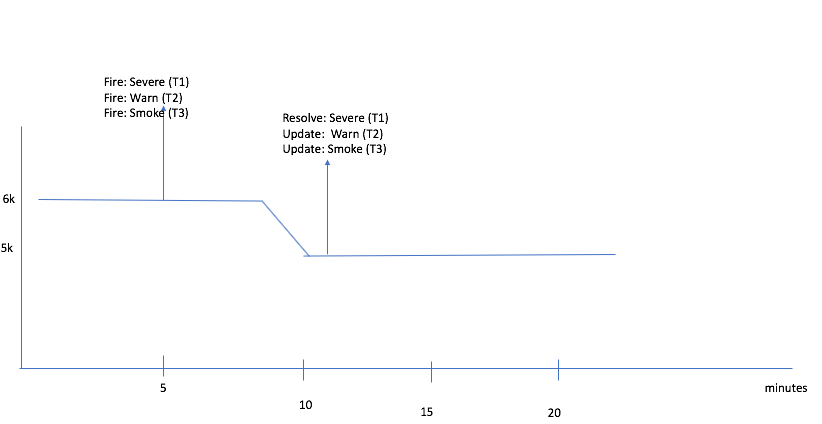 Fire: Severe (T1)
Fire: Warn (T2)
Fire: Smoke (T3)
Resolve: Severe (T1)
Update:  Warn (T2)
Update: Smoke (T3)
6k
5k
5
10
15
20
minutes